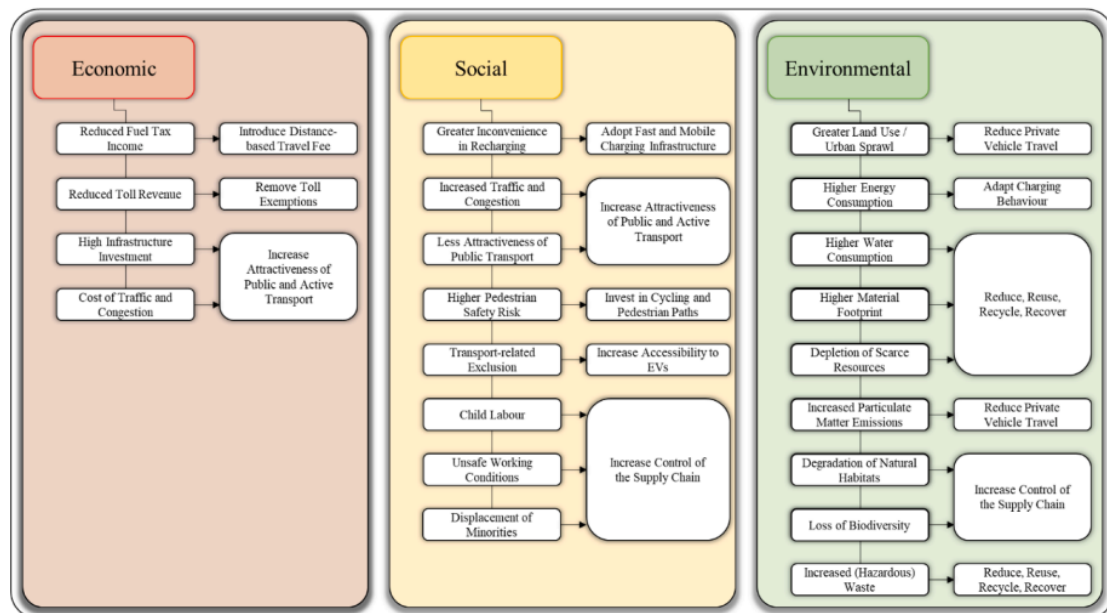 Economic
Reduced Fuel Tax
Income
Introduce Distance-
based Travel Fee
Reduced Toll Revenue
Remove Toll
Exemptions
High Infrastructure
Investment
Cost of Traffic and
Congestion
Increase
Attractiveness of
Public and Active
Transport
Social
Greater Inconvenience
in Recharging
Adopt Fast and Mobile
Charging Infrastructure
Increased Traffic and
Congestion
Less Attractiveness of
Public Transport
Increase Attractiveness
of Public and Active
Transport
Higher Pedestrian
Safety Risk
Invest in Cycling and
Pedestrian Paths
Transport-related
Exclusion
Increase Accessibility to
EVs
Child Labour
Unsafe Working
Conditions
Displacement of
Minorities
Increase Control of
the Supply Chain
Environmental
Greater Land Use /
Urban Sprawl
Reduce Private
Vehicle Travel
Higher Energy
Consumption
Adapt Charging
Behaviour
Higher Water
Consumption
Higher Material
Footprint
Depletion of Scarce
Resources
Reduce, Reuse,
Recycle, Recover
Increased Particulate
Matter Emissions
Reduce Private
Vehicle Travel
Degradation of Natural
Habitats
Loss of Biodiversity
Increase Control of
the Supply Chain
Increased (Hazardous)
Waste
Reduce, Reuse,
Recycle, Recover